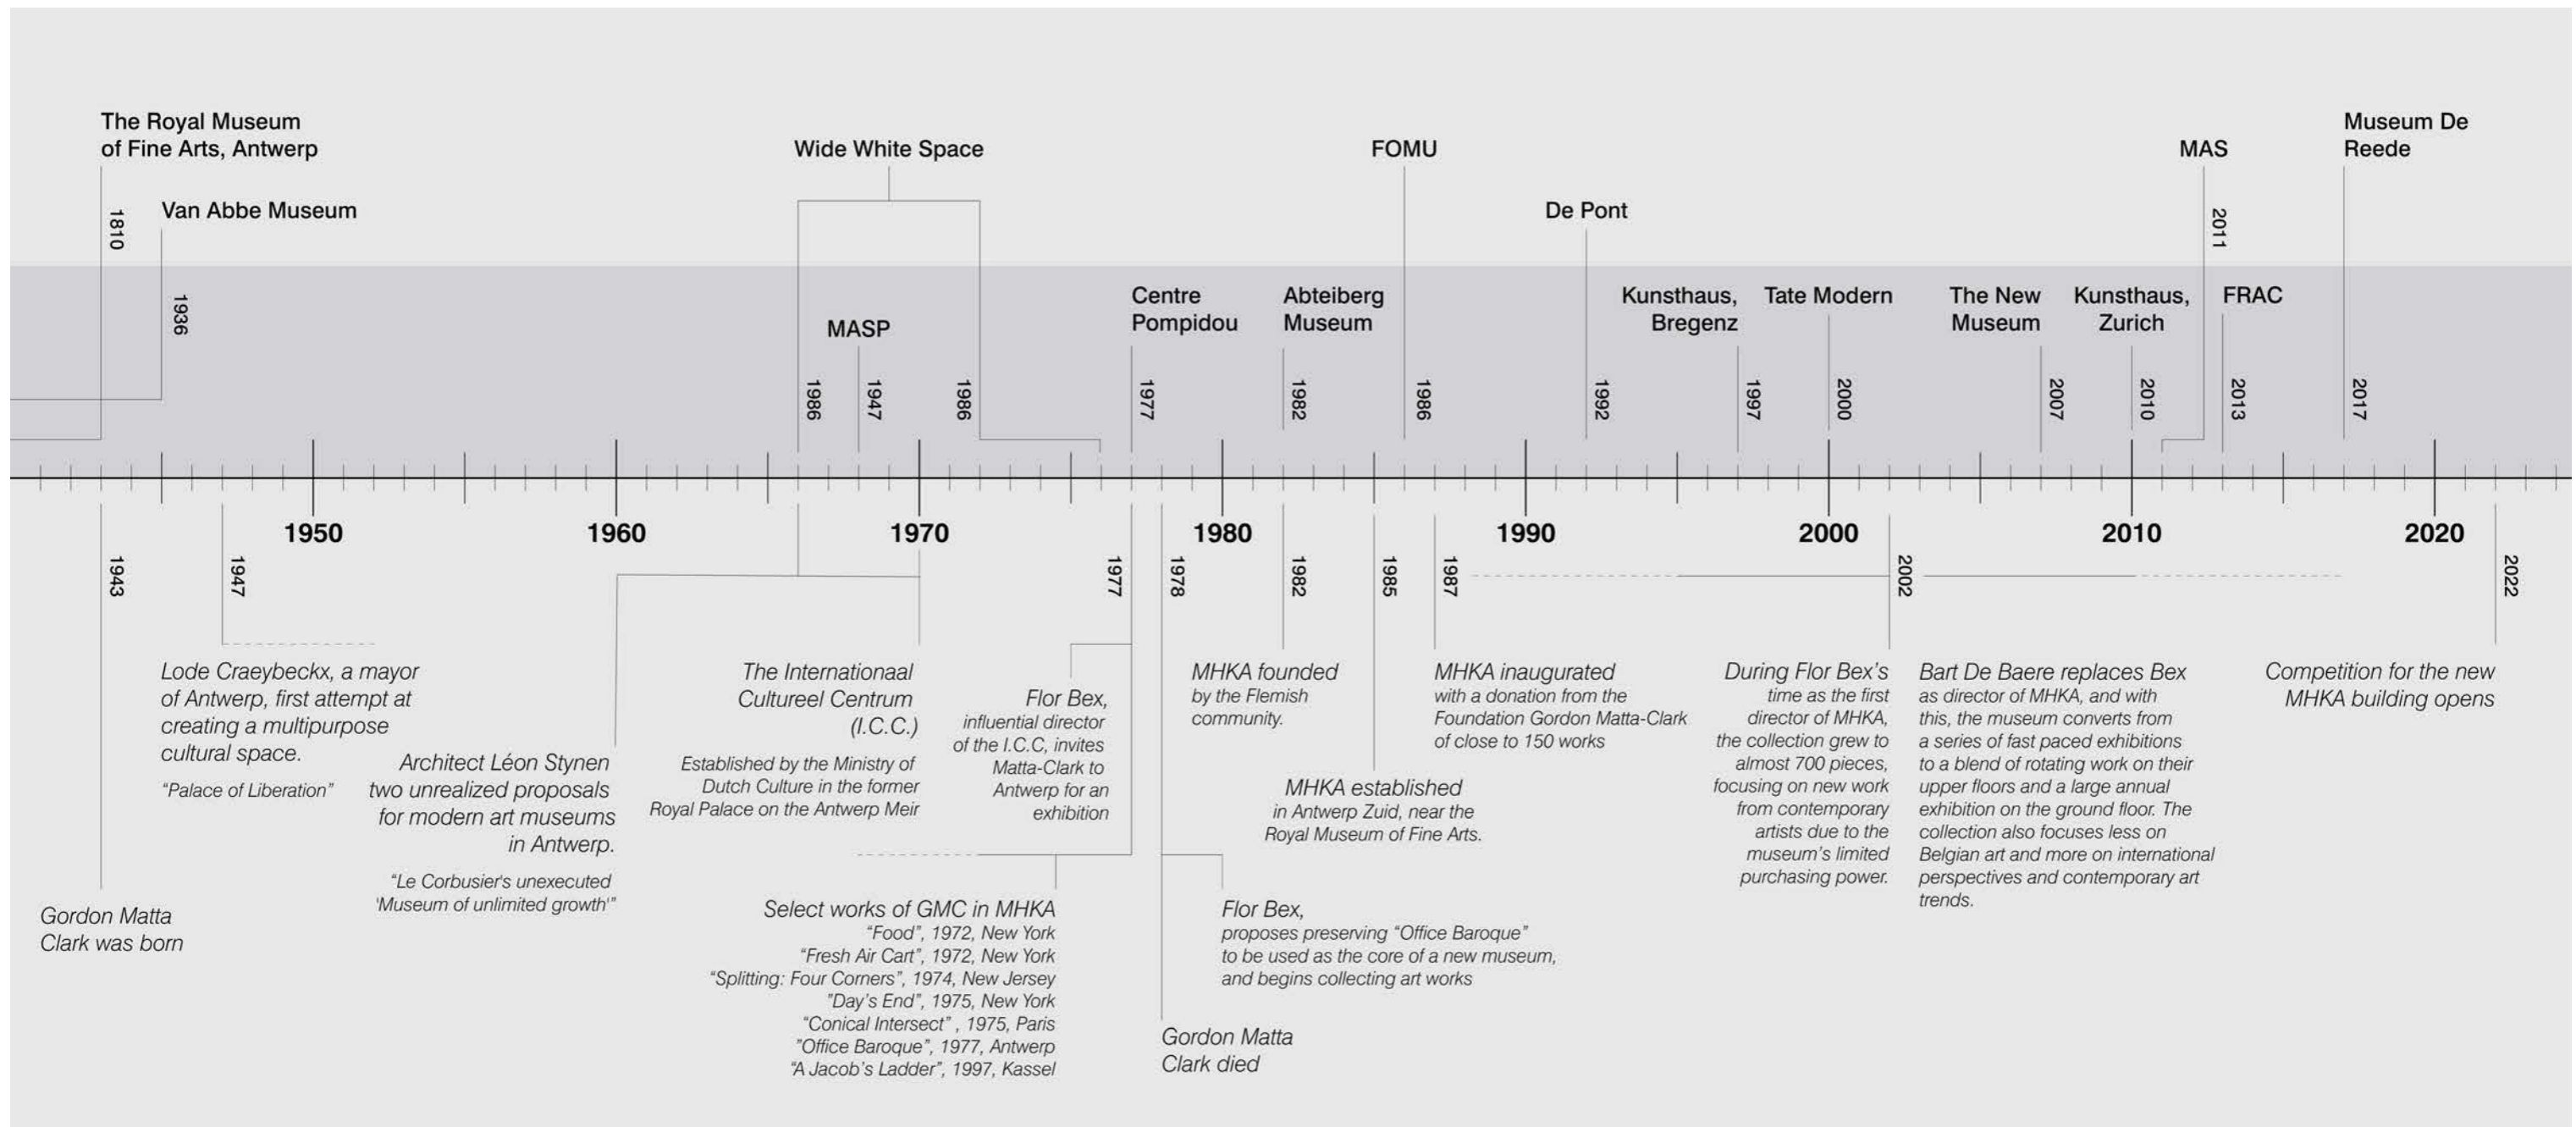 The Royal Museum
of Fine Arts, Antwerp
1810
Van Abbe Museum
1936
Wide White Space
1986
1986
MASP
1947
Centre
Pompidou
1977
Abteiberg
Museum
1982
FOMU
1986
De Pont
1992
Kunsthaus,
Bregenz
1997
Tate Modern
2000
The New
Museum
2007
Kunsthaus,
Zurich
2010
MAS
2011
FRAC
2013
Museum De
Reede
2017
1950
1960
1970
1980
1990
2000
2010
2020
1943
Gordon Matta
Clark was born
1947
Lode Craeybeckx, a mayor
of Antwerp, first attempt at
creating a multipurpose
cultural space.
“Palace of Liberation”
Architect Léon Stynen
two unrealized proposals
for modern art museums
in Antwerp.
“Le Corbusier's unexecuted
'Museum of unlimited growth'”
The Internationaal
Cultureel Centrum
(I.C.C.)
Established by the Ministry of
Dutch Culture in the former
Royal Palace on the Antwerp Meir
1977
Flor Bex,
influential director
of the I.C.C, invites
Matta-Clark to
Antwerp for an
exhibition
Select works of GMC in MHKA
“Food”, 1972, New York
“Fresh Air Cart”, 1972, New York
“Splitting: Four Corners”, 1974, New Jersey
”Day’s End”, 1975, New York
“Conical Intersect” , 1975, Paris
”Office Baroque”, 1977, Antwerp
“A Jacob’s Ladder”, 1997, Kassel
1978
Flor Bex,
proposes preserving “Office Baroque”
to be used as the core of a new museum,
and begins collecting art works
Gordon Matta
Clark died
1982
MHKA founded
by the Flemish
community.
1985
MHKA established
in Antwerp Zuid, near the
Royal Museum of Fine Arts.
1987
MHKA inaugurated
with a donation from the
Foundation Gordon Matta-Clark
of close to 150 works
2002
During Flor Bex’s
time as the first
director of MHKA,
the collection grew to
almost 700 pieces,
focusing on new work
from contemporary
artists due to the
museum’s limited
purchasing power.
Bart De Baere replaces Bex
as director of MHKA, and with
this, the museum converts from
a series of fast paced exhibitions
to a blend of rotating work on their
upper floors and a large annual
exhibition on the ground floor. The
collection also focuses less on
Belgian art and more on international
perspectives and contemporary art
trends.
2022
Competition for the new
MHKA building opens